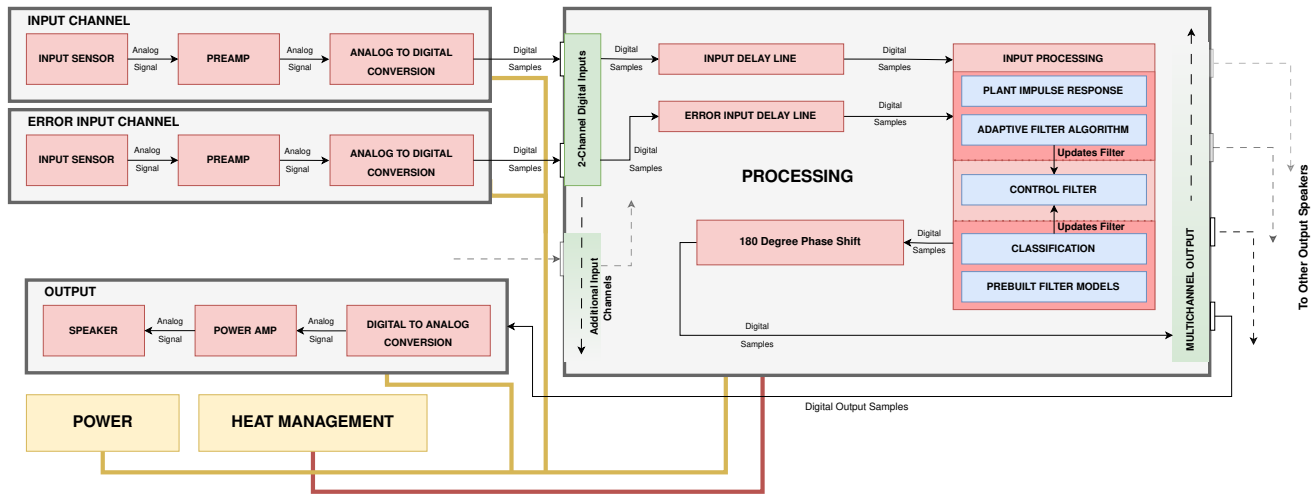 INPUT CHANNEL
INPUT SENSOR
Analog
Signal
PREAMP
Analog
Signal
ANALOG TO DIGITAL
CONVERSION
Digital
Samples
ERROR INPUT CHANNEL
INPUT SENSOR
Analog
Signal
PREAMP
Analog
Signal
ANALOG TO DIGITAL
CONVERSION
Digital
Samples
2-Channel Digital Inputs
Additional Input
Channels
Digital
Samples
INPUT DELAY LINE
Digital
Samples
Digital
Samples
ERROR INPUT DELAY LINE
Digital
Samples
PROCESSING
INPUT PROCESSING
PLANT IMPULSE RESPONSE
ADAPTIVE FILTER ALGORITHM
Updates Filter
CONTROL FILTER
Updates Filter
CLASSIFICATION
PREBUILT FILTER MODELS
Digital
Samples
180 Degree Phase Shift
Digital
Samples
MULTICHANNEL OUTPUT
To Other Output Speakers
OUTPUT
SPEAKER
Analog
Signal
POWER AMP
Analog
Signal
DIGITAL TO ANALOG
CONVERSION
Digital Output Samples
POWER
HEAT MANAGEMENT